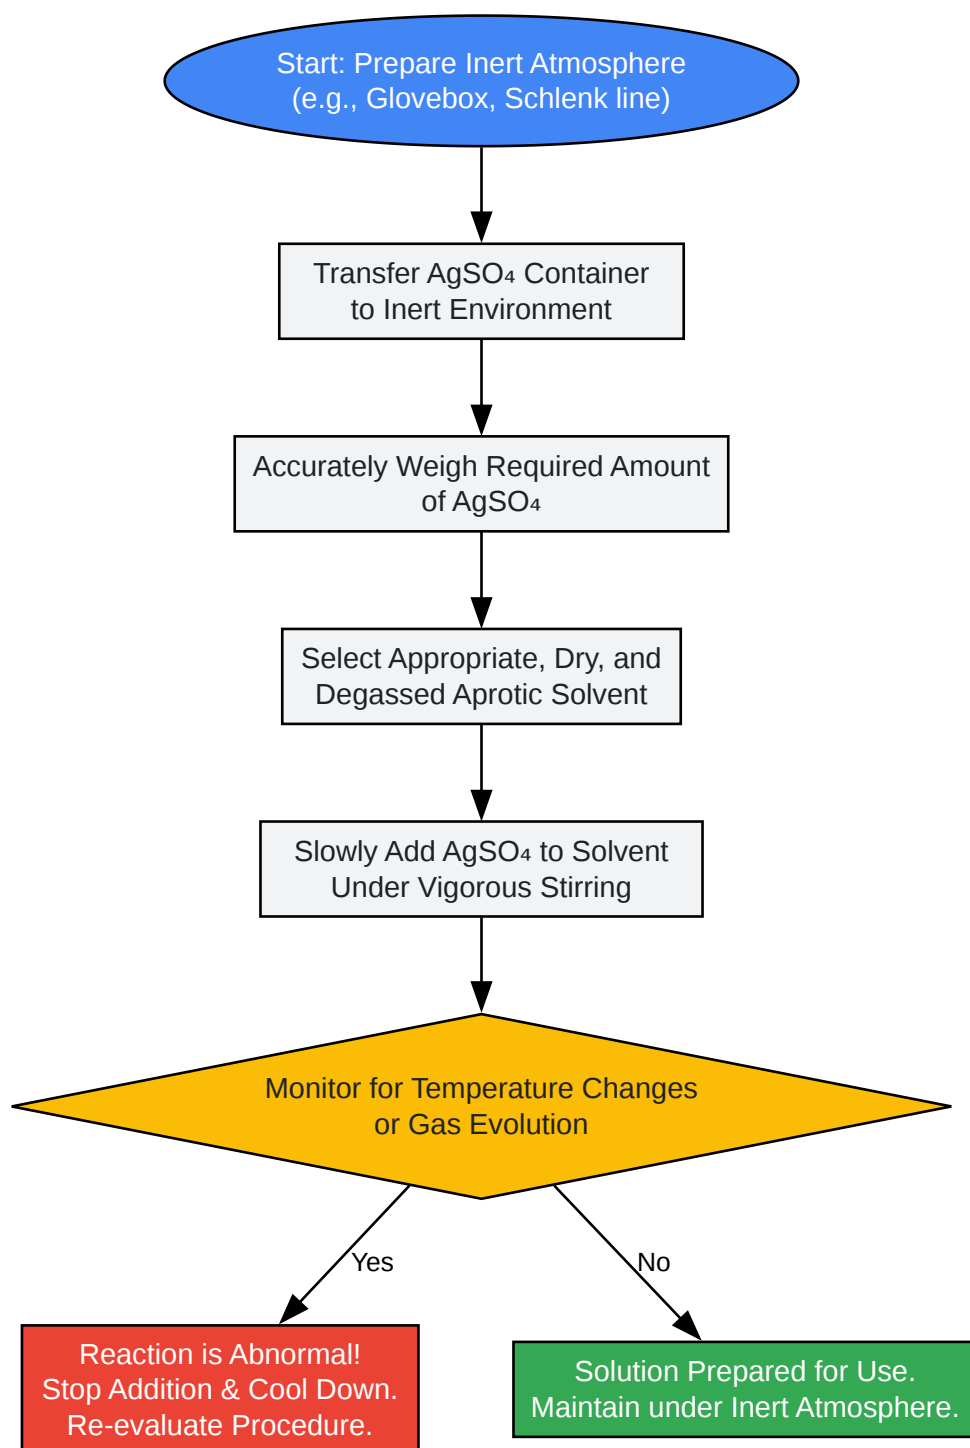 Start: Prepare Inert Atmosphere
(e.g., Glovebox, Schlenk line)
Transfer AgSO₄ Container
to Inert Environment
Accurately Weigh Required Amount
of AgSO₄
Select Appropriate, Dry, and
Degassed Aprotic Solvent
Slowly Add AgSO₄ to Solvent
Under Vigorous Stirring
Monitor for Temperature Changes
or Gas Evolution
Yes
No
Reaction is Abnormal!
Stop Addition & Cool Down.
Re-evaluate Procedure.
Solution Prepared for Use.
Maintain under Inert Atmosphere.